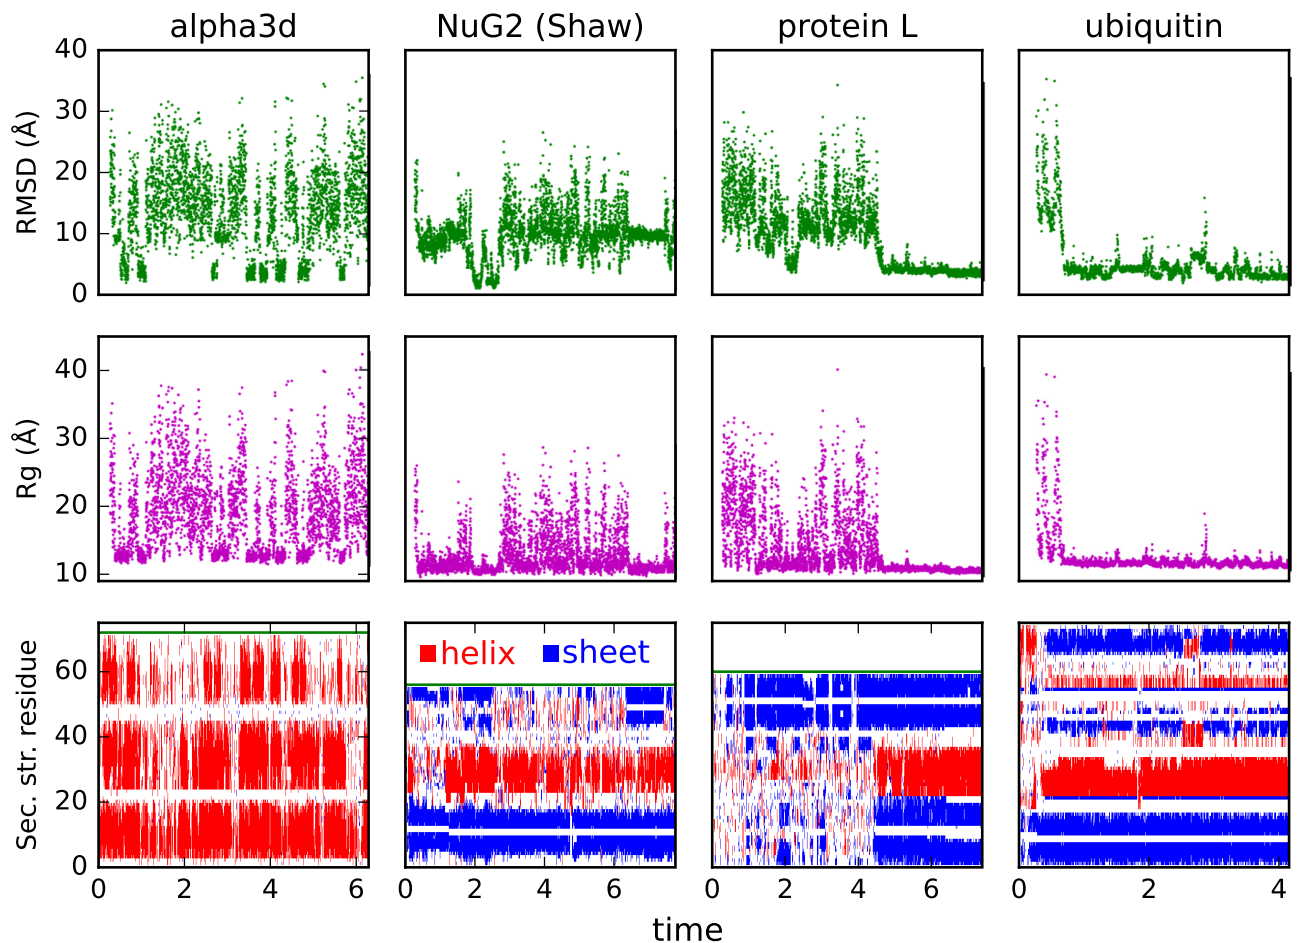 alpha3d NuG2 (Shaw) protein L ubiquitin
RMSD (Å)
40
30
20
10
0
Rg (Å)
40
30
20
10
Sec. str. residue
60
40
20
0
helix sheet
0 2 4 6 0 2 4 6 0 2 4 6 0 2 4
time